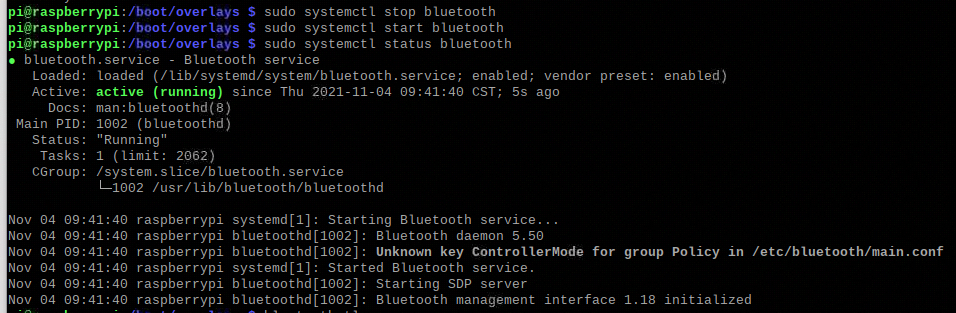 pi@raspberrypi:/boot/overlays $ sudo systemctl stop bluetooth
pi@raspberrypi:/boot/overlays $ sudo systemctl start bluetooth
pi@raspberrypi:/boot/overlays $ sudo systemctl status bluetooth
● bluetooth.service - Bluetooth service
   Loaded: loaded (/lib/systemd/system/bluetooth.service; enabled; vendor preset: enabled)
   Active: active (running) since Thu 2021-11-04 09:41:40 CST; 5s ago
     Docs: man:bluetoothd(8)
 Main PID: 1002 (bluetoothd)
   Status: "Running"
    Tasks: 1 (limit: 2062)
   CGroup: /system.slice/bluetooth.service
           └─1002 /usr/lib/bluetooth/bluetoothd

Nov 04 09:41:40 raspberrypi systemd[1]: Starting Bluetooth service...
Nov 04 09:41:40 raspberrypi bluetoothd[1002]: Bluetooth daemon 5.50
Nov 04 09:41:40 raspberrypi bluetoothd[1002]: Unknown key ControllerMode for group Policy in /etc/bluetooth/main.conf
Nov 04 09:41:40 raspberrypi systemd[1]: Started Bluetooth service.
Nov 04 09:41:40 raspberrypi bluetoothd[1002]: Starting SDP server
Nov 04 09:41:40 raspberrypi bluetoothd[1002]: Bluetooth management interface 1.18 initialized